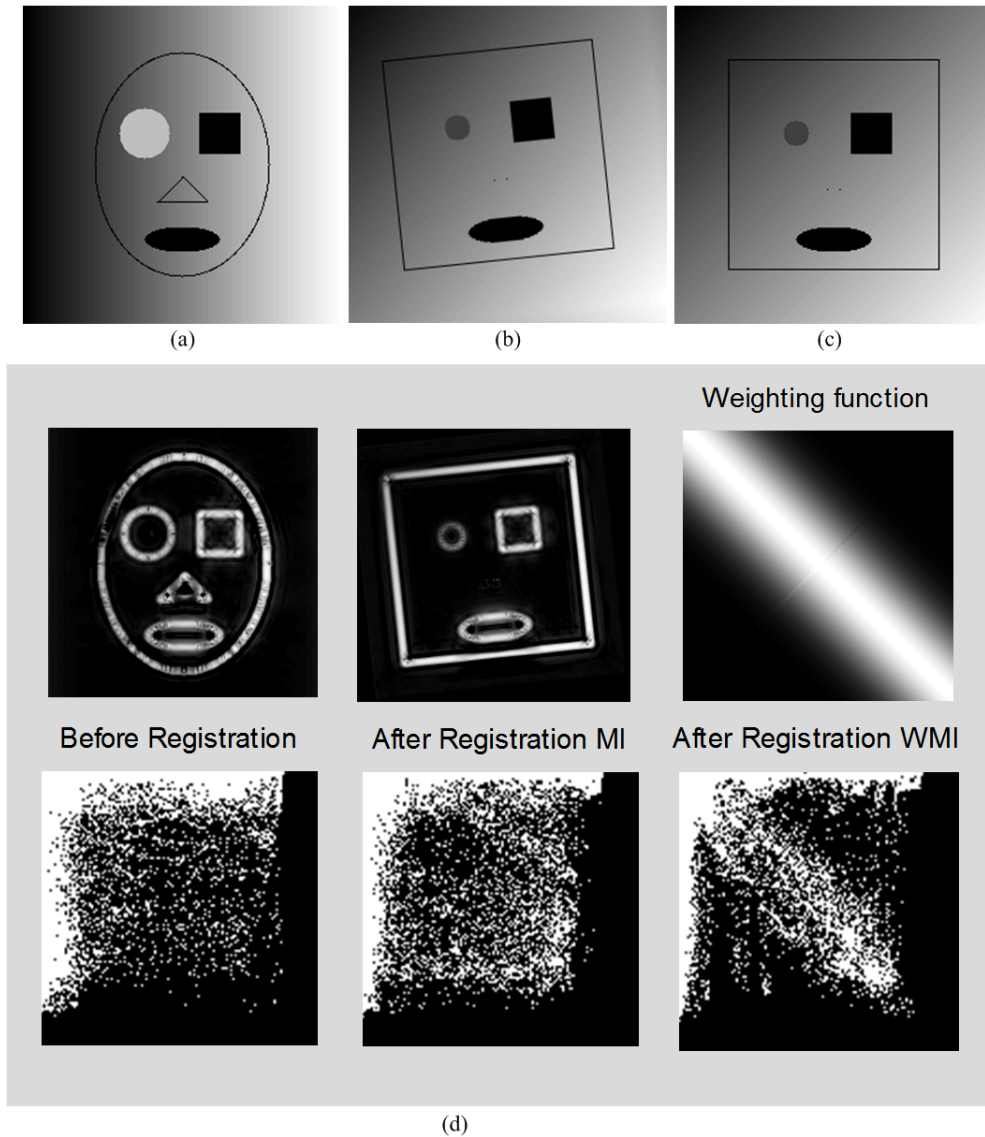 (a) (b) (c)
Weighting function
Before Registration After Registration MI After Registration WMI
(d)